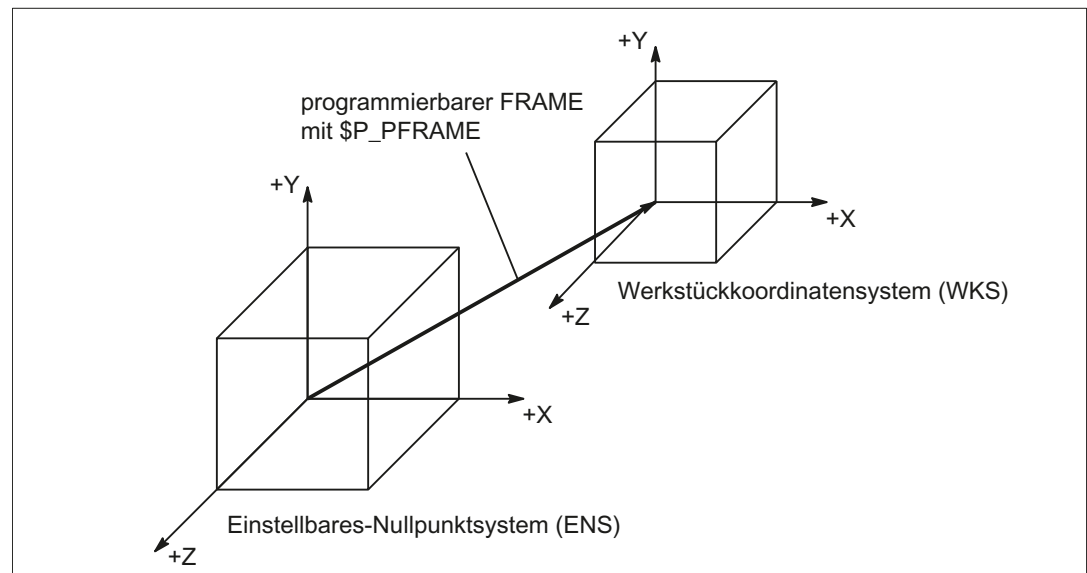 +Y
programmierbarer FRAME
mit $P_PFRAME
+Y
+X
Werkstückkoordinatensystem (WKS)
+Z
+X
Einstellbares-Nullpunktsystem (ENS)
+Z